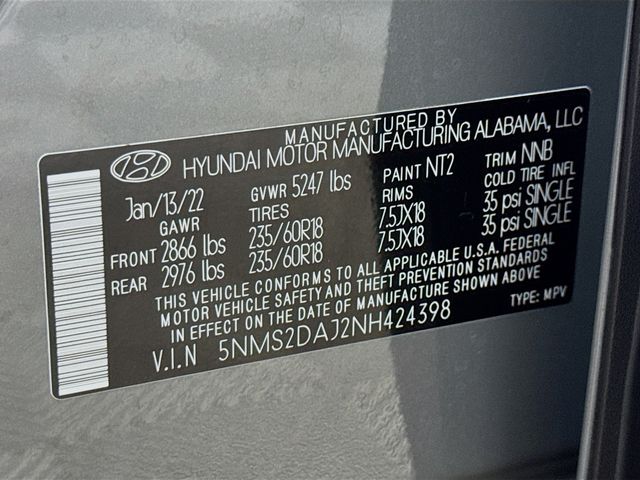 MANUFACTURED BY
HYUNDAI MOTOR MANUFACTURING ALABAMA, LLC
Jan/13/22 GVWR 5247 lbs PAINT NT2 TRIM NNB
GAWR TIRES RIMS COLD TIRE INFL
FRONT 2866 lbs 235/60R18 7.5JX18 35 psi SINGLE
REAR 2976 lbs 235/60R18 7.5JX18 35 psi SINGLE
THIS VEHICLE CONFORMS TO ALL APPLICABLE U.S.A. FEDERAL
MOTOR VEHICLE SAFETY AND THEFT PREVENTION STANDARDS
IN EFFECT ON THE DATE OF MANUFACTURE SHOWN ABOVE
V.I.N 5NMS2DAJ2NH424398 TYPE: MPV